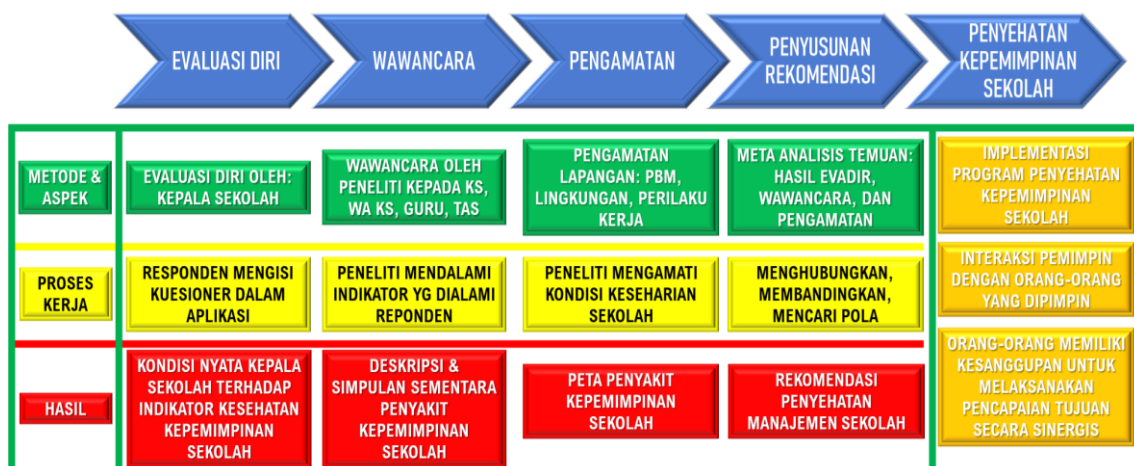 EVALUASI DIRI
WAWANCARA
PENGAMATAN
PENYUSUNAN
REKOMENDASI
PENYEHATAN
KEPEMIMPINAN
SEKOLAH
METODE &
ASPEK
EVALUASI DIRI OLEH:
KEPALA SEKOLAH
WAWANCARA OLEH
PENELITI KEPADA KS,
WA KS, GURU, TAS
PENGAMATAN
LAPANGAN: PBM,
LINGKUNGAN, PERILAKU
KERJA
META ANALISIS TEMUAN:
HASIL EVADIR,
WAWANCARA, DAN
PENGAMATAN
IMPLEMENTASI
PROGRAM PENYEHATAN
KEPEMIMPINAN
SEKOLAH
PROSES
KERJA
RESPONDEN MENGISI
KUESIONER DALAM
APLIKASI
PENELITI MENDALAMI
INDIKATOR YG DIALAMI
REPONDEN
PENELITI MENGAMATI
KONDISI KESEHARIAN
SEKOLAH
MENGHUBUNGKAN,
MEMBANDINGKAN,
MENCARI POLA
INTERAKSI PEMIMPIN
DENGAN ORANG-ORANG
YANG DIPIMPIN
HASIL
KONDISI NYATA KEPALA
SEKOLAH TERHADAP
INDIKATOR KESEHATAN
KEPEMIMPINAN
SEKOLAH
DESKRIPSI &
SIMPULAN SEMENTARA
PENYAKIT
KEPEMIMPINAN
SEKOLAH
PETA PENYAKIT
KEPEMIMPINAN
SEKOLAH
REKOMENDASI
PENYEHATAN
MANAJEMEN SEKOLAH
ORANG-ORANG MEMILIKI
KESANGGUPAN UNTUK
MELAKSANAKAN
PENCAPAIAN TUJUAN
SECARA SINERGIS